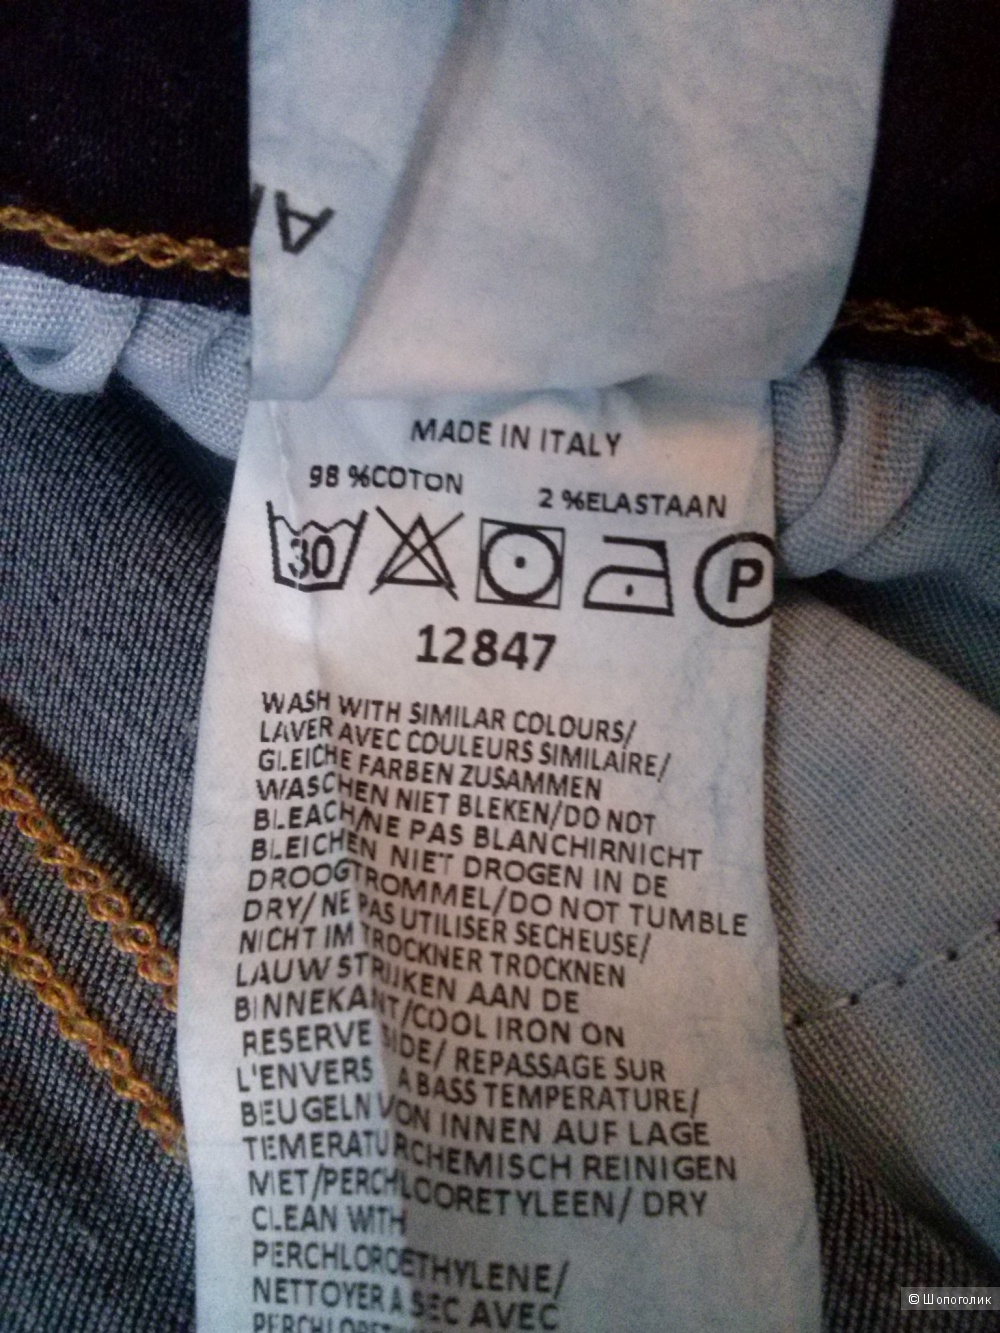 A
MADE IN ITALY
98 %COTON 2 %ELASTAAN
30 P
12847
WASH WITH SIMILAR COLOURS/
LAVER AVEC COULEURS SIMILAIRE/
GLEICHE FARBEN ZUSAMMEN
WASCHEN NIET BLEKEN/DO NOT
BLEACH/NE PAS BLANCHIRNICHT
BLEICHEN NIET DROGEN IN DE
DROOGTROMMEL/DO NOT TUMBLE
DRY/ NE PAS UTILISER SECHEUSE/
NICHT IM TROCKNER TROCKNEN
LAUW STRIJKEN AAN DE
BINNEKANT/COOL IRON ON
RESERVE SIDE/ REPASSAGE SUR
L'ENVERS A BASS TEMPERATURE/
BEUGELN VON INNEN AUF LAGE
TEMERATURCHEMISCH REINIGEN
MET/PERCHLOORETYLEEN/ DRY
CLEAN WITH
PERCHLOROETHYLENE/
NETTOYER A SEC AVEC
© Шопоголик